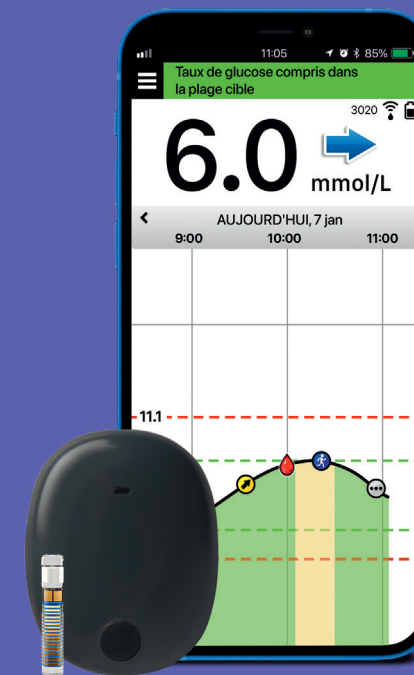 11:05
85%
Taux de glucose compris dans
la plage cible
3020
6.0
mmol/L
AUJOURD'HUI, 7 jan
9:00 10:00 11:00
11.1